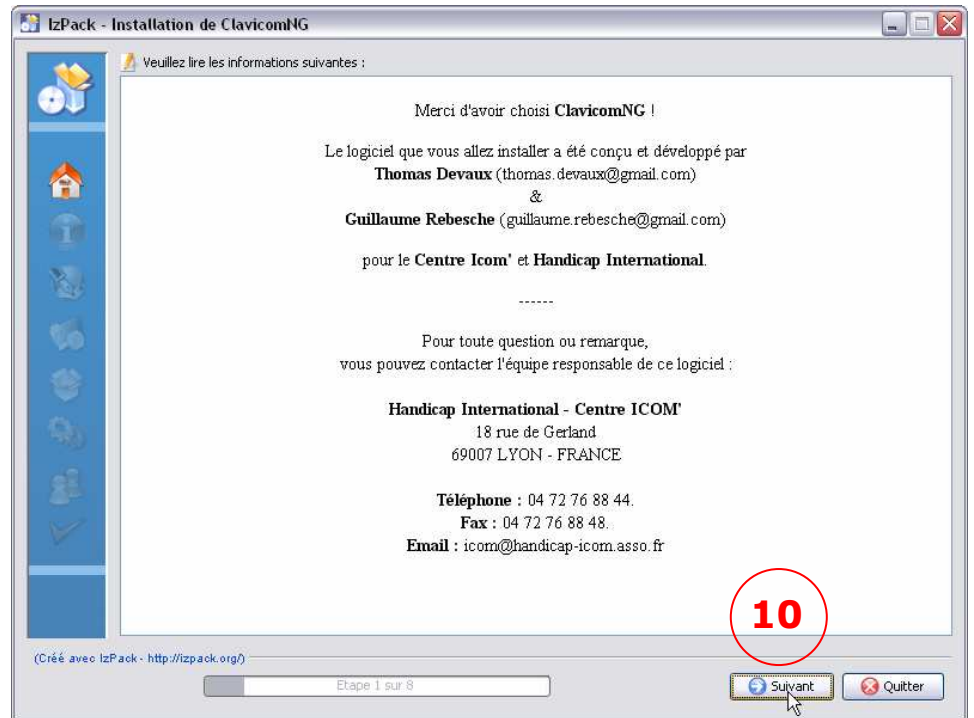 IzPack - Installation de ClavicomNG
Veuillez lire les informations suivantes :
Merci d'avoir choisi ClavicomNG !
Le logiciel que vous allez installer a été conçu et développé par
Thomas Devaux (thomas.devaux@gmail.com)
&
Guillaume Rebesche (guillaume.rebesche@gmail.com)
pour le Centre Icom' et Handicap International.
------
Pour toute question ou remarque,
vous pouvez contacter l'équipe responsable de ce logiciel :
Handicap International - Centre ICOM'
18 rue de Gerland
69007 LYON - FRANCE
Téléphone : 04 72 76 88 44.
Fax : 04 72 76 88 48.
Email : icom@handicap-icom.asso.fr
10
(Créé avec IzPack - http://izpack.org/)
Etape 1 sur 8
Suivant
Quitter